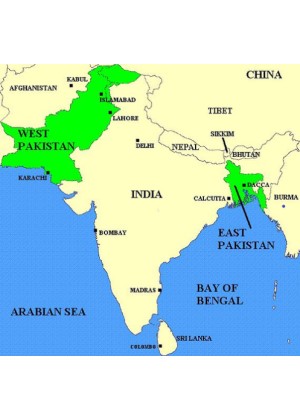 CHINA
KABUL
AFGHANISTAN
ISLAMABAD
TIBET
LAHORE
WEST
PAKISTAN
SIKKIM
DELHI
NEPAL
BHUTAN
KARACHI
DACCA
INDIA
CALCUTTA
BURMA
BOMBAY
EAST
PAKISTAN
MADRAS
BAY OF
BENGAL
ARABIAN SEA
SRI LANKA
COLOMBO